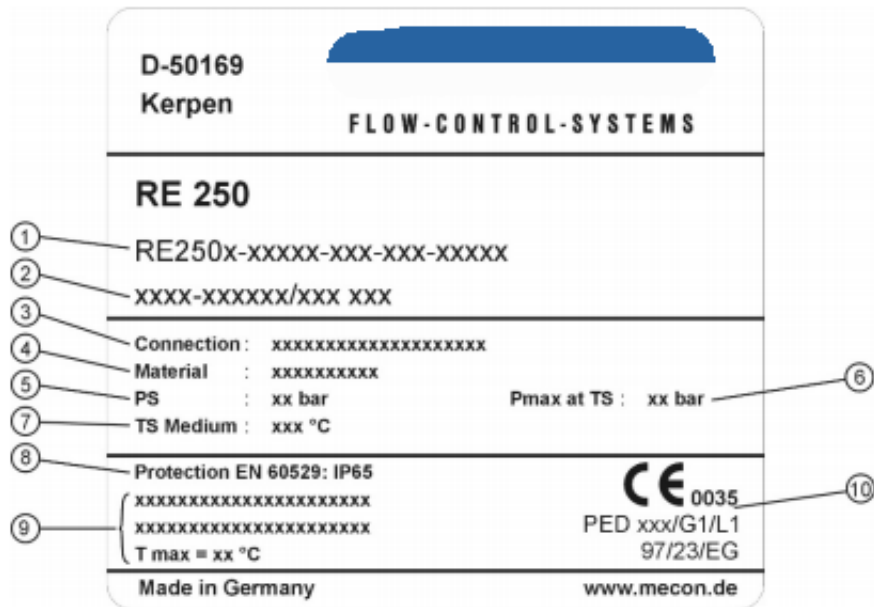 D-50169
Kerpen
FLOW-CONTROL-SYSTEMS
RE 250
1 RE250x-xxxxx-xxx-xxx-xxxxx
2 xxxx-xxxxxx/xxx xxx
3 Connection : xxxxxxxxxxxxxxxxxxxx
4 Material : xxxxxxxxxx
5 PS : xx bar Pmax at TS : xx bar 6
7 TS Medium : xxx °C
8 Protection EN 60529: IP65
xxxxxxxxxxxxxxxxxxxxxx
9 xxxxxxxxxxxxxxxxxxxxxx
T max = xx °C
CE 0035 10
PED xxx/G1/L1
97/23/EG
Made in Germany www.mecon.de